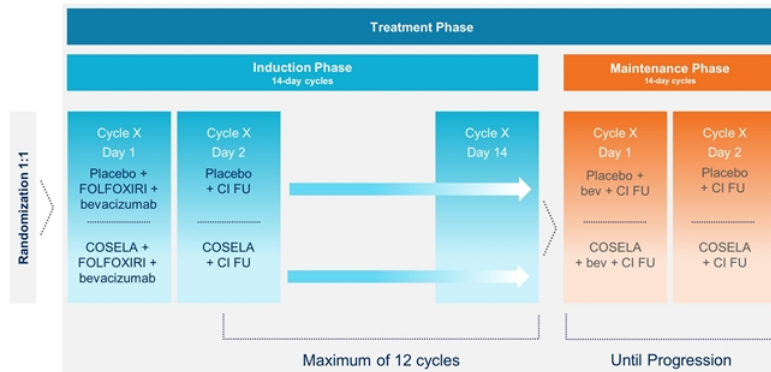 Treatment Phase
Induction Phase
14-day cycles
Maintenance Phase
14-day cycles
Randomization 1:1
Cycle X
Day 1
Placebo +
FOLFOXIRI +
bevacizumab
COSELA +
FOLFOXIRI +
bevacizumab
Cycle X
Day 2
Placebo
+ CI FU
COSELA
+ CI FU
Cycle X
Day 14
Cycle X
Day 1
Placebo +
bev + CI FU
COSELA
+ bev + CI FU
Cycle X
Day 2
Placebo
+ CI FU
COSELA
+ CI FU
Maximum of 12 cycles
Until Progression